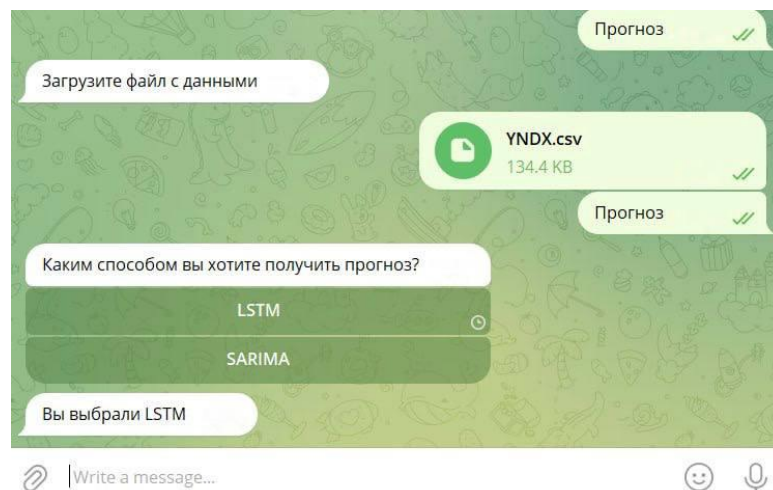 Прогноз
Загрузите файл с данными
YNDX.csv
134.4 KB
Прогноз
Каким способом вы хотите получить прогноз?
LSTM
SARIMA
Вы выбрали LSTM
Write a message...